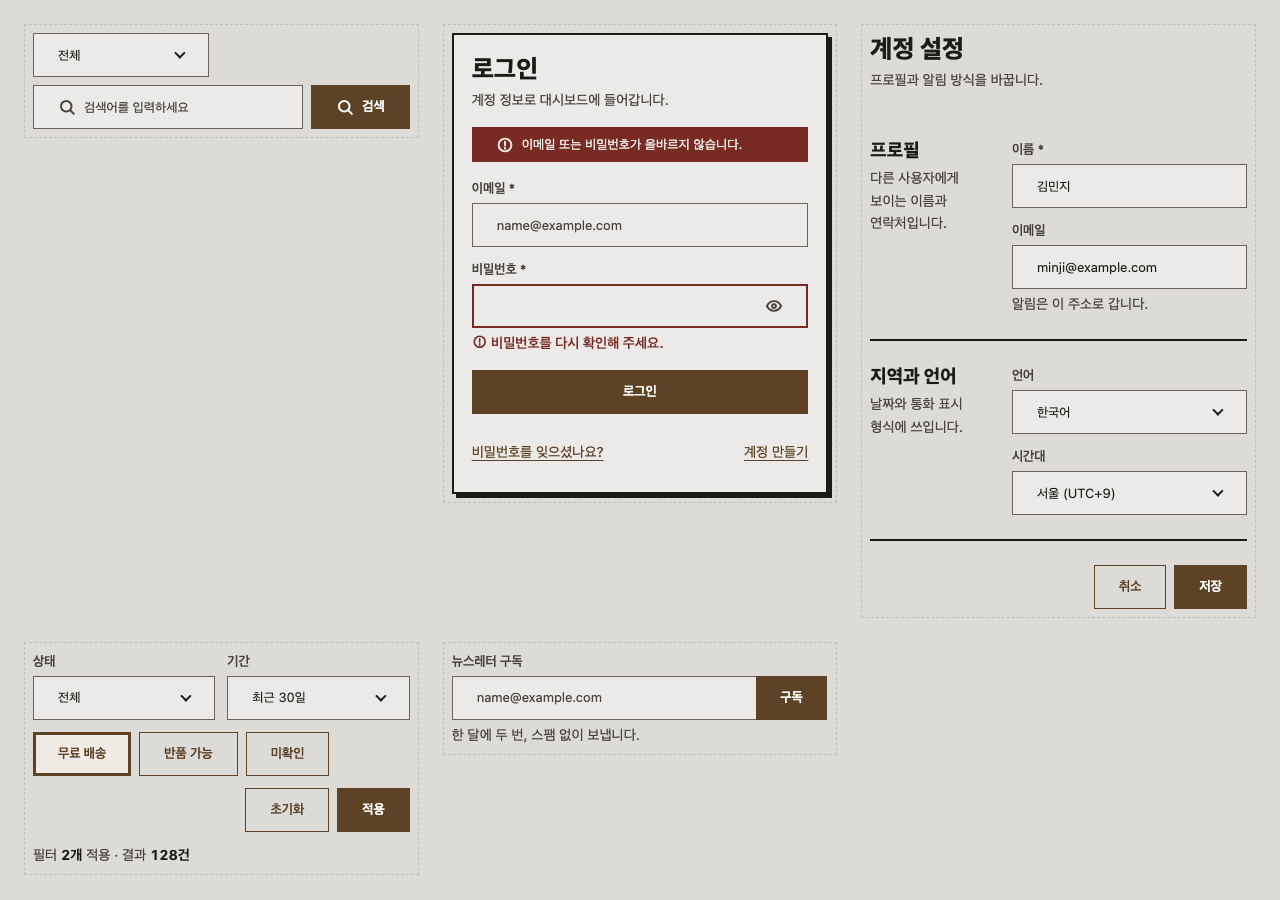 전체
검색어를 입력하세요
검색
로그인
계정 정보로 대시보드에 들어갑니다.
이메일 또는 비밀번호가 올바르지 않습니다.
이메일 *
name@example.com
비밀번호 *
비밀번호를 다시 확인해 주세요.
로그인
비밀번호를 잊으셨나요?
계정 만들기
계정 설정
프로필과 알림 방식을 바꿉니다.
프로필
다른 사용자에게
보이는 이름과
연락처입니다.
이름 *
김민지
이메일
minji@example.com
알림은 이 주소로 갑니다.
지역과 언어
날짜와 통화 표시
형식에 쓰입니다.
언어
한국어
시간대
서울 (UTC+9)
취소
저장
상태
기간
전체
최근 30일
무료 배송
반품 가능
미확인
초기화
적용
필터 2개 적용 · 결과 128건
뉴스레터 구독
name@example.com
구독
한 달에 두 번, 스팸 없이 보냅니다.